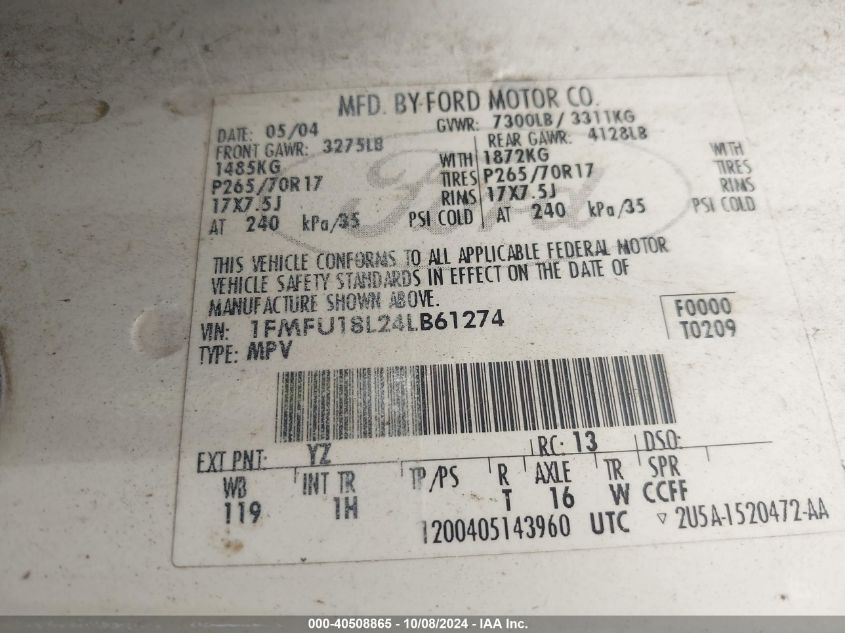 MFD. BY FORD MOTOR CO.
DATE: 05/04 GVWR: 7300LB/ 3311KG
FRONT GAWR: 3275LB REAR GAWR: 4128LB
1485KG WITH 1872KG WITH
P265/70R17 TIRES P265/70R17 TIRES
17X7.5J RIMS 17X7.5J RIMS
AT 240 kPa/35 PSI COLD AT 240 kPa/35 PSI COLD
Ford
THIS VEHICLE CONFORMS TO ALL APPLICABLE FEDERAL MOTOR
VEHICLE SAFETY STANDARDS IN EFFECT ON THE DATE OF
MANUFACTURE SHOWN ABOVE.
VIN: 1FMFU18L24LB61274 F0000
TYPE: MPV T0209
EXT PNT: YZ RC: 13 DSO:
WB INT TR TP/PS R AXLE TR SPR
119 1H T 16 W CCFF
1200405143960 UTC ▽ 2U5A-1520472-AA
000-40508865 - 10/08/2024 - IAA Inc.